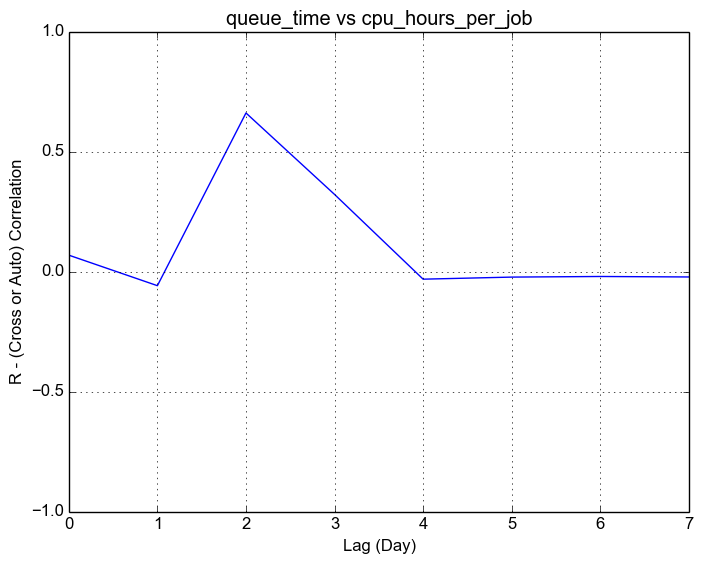 queue_time vs cpu_hours_per_job
1.0
0.5
0.0
−0.5
−1.0
R - (Cross or Auto) Correlation
0 1 2 3 4 5 6 7
Lag (Day)